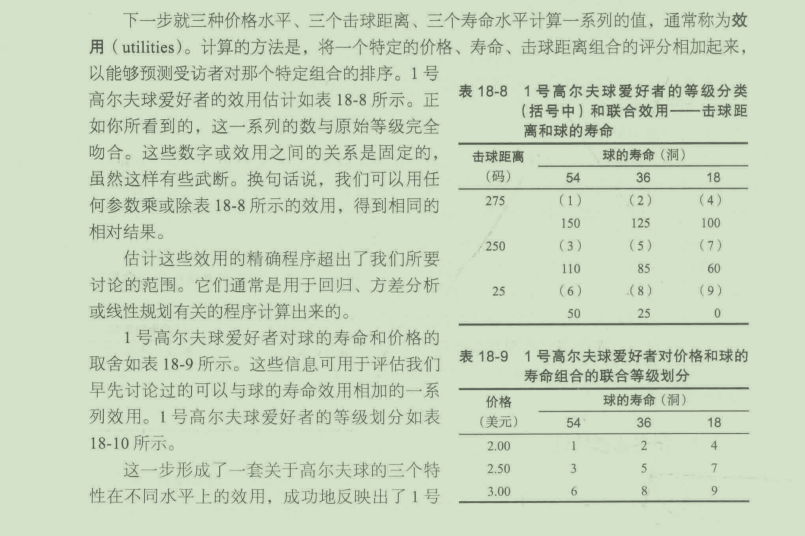 下一步就三种价格水平、三个击球距离、三个寿命水平计算一系列的值，通常称为效
用（utilities）。计算的方法是，将一个特定的价格、寿命、击球距离组合的评分相加起来，
以能够预测受访者对那个特定组合的排序。1号
高尔夫球爱好者的效用估计如表 18-8 所示。正
如你所看到的，这一系列的数与原始等级完全
吻合。这些数字或效用之间的关系是固定的，
虽然这样有些武断。换句话说，我们可以用任
何参数乘或除表 18-8 所示的效用，得到相同的
相对结果。
估计这些效用的精确程序超出了我们所要
讨论的范围。它们通常是用于回归、方差分析
或线性规划有关的程序计算出来的。
1 号高尔夫球爱好者对球的寿命和价格的
取舍如表 18-9 所示。这些信息可用于评估我们
早先讨论过的可以与球的寿命效用相加的一系
列效用。1 号高尔夫球爱好者的等级划分如表
18-10 所示。
这一步形成了一套关于高尔夫球的三个特
性在不同水平上的效用，成功地反映出了 1 号
表 18-8 1 号高尔夫球爱好者的等级分类
（括号中）和联合效用——击球距
离和球的寿命
击球距离 球的寿命（洞）
（码） 54 36 18
275 （1） （2） （4）
150 125 100
250 （3） （5） （7）
110 85 60
25 （6） （8） （9）
50 25 0
表 18-9 1 号高尔夫球爱好者对价格和球的
寿命组合的联合等级划分
价格 球的寿命（洞）
（美元） 54 36 18
2.00 1 2 4
2.50 3 5 7
3.00 6 8 9